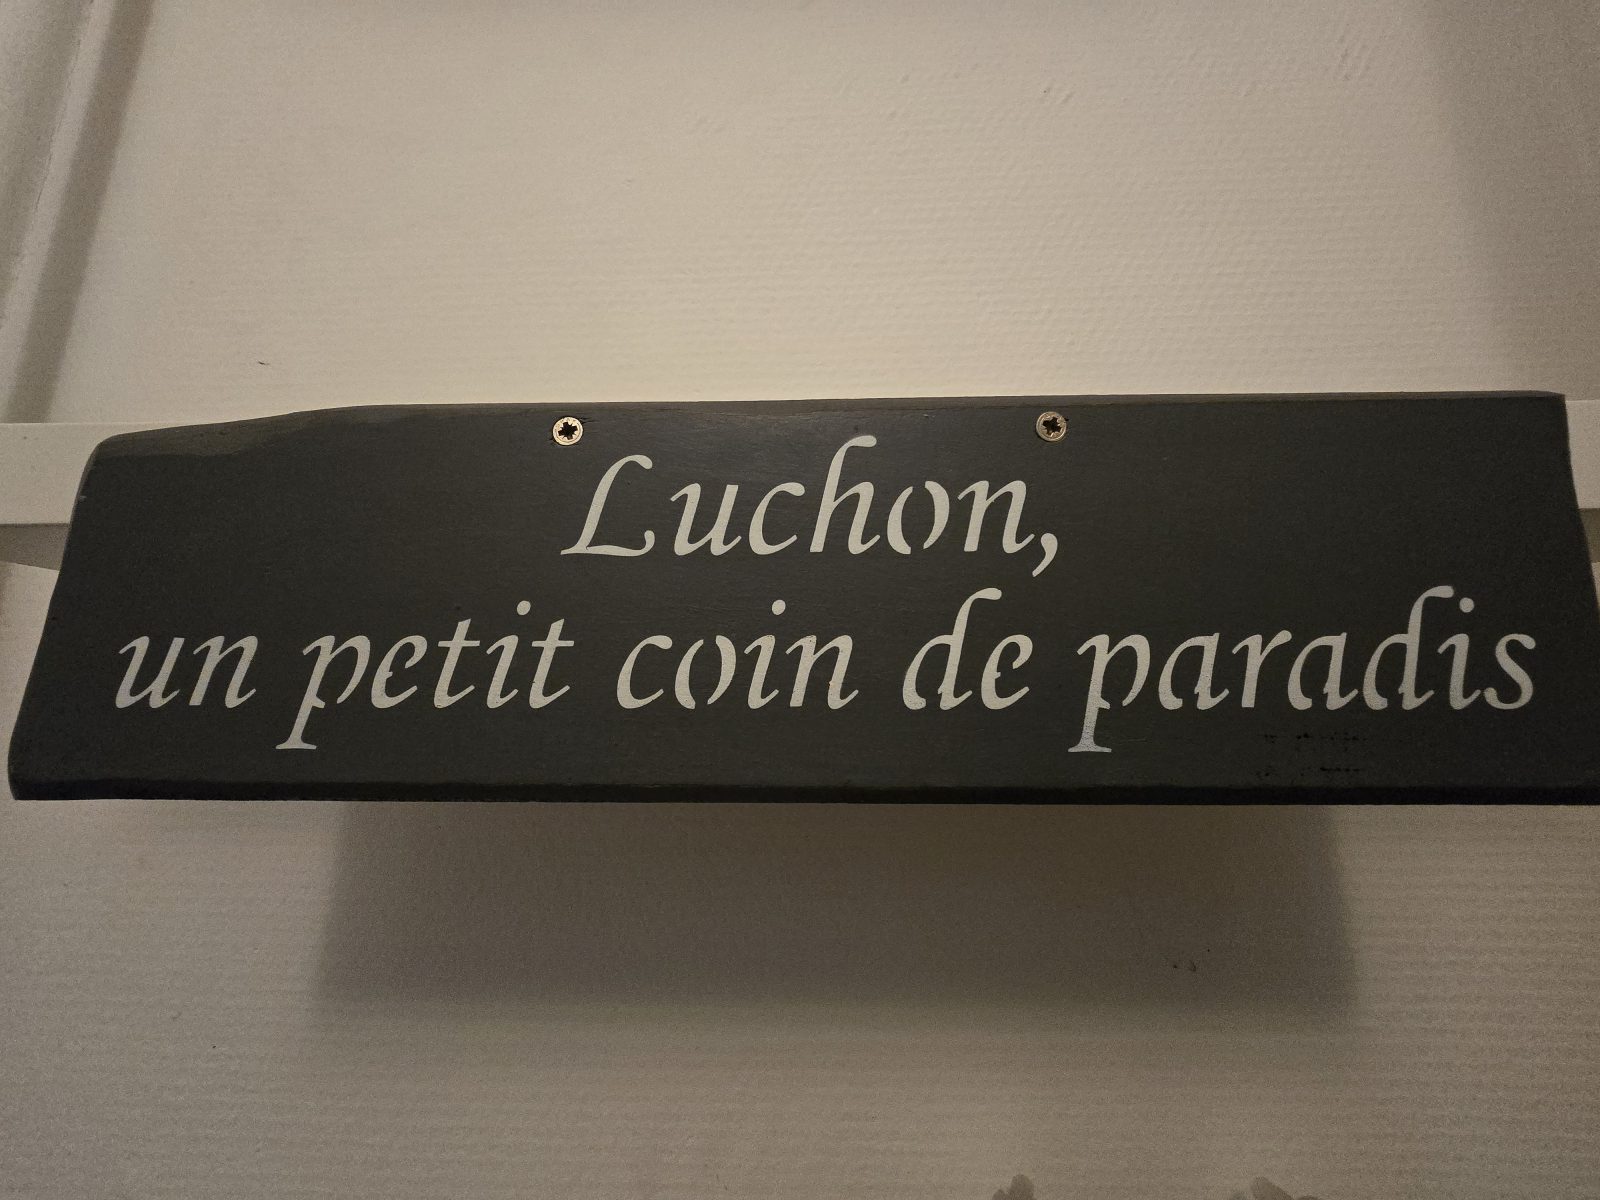 Luchon,
un petit coin de paradis